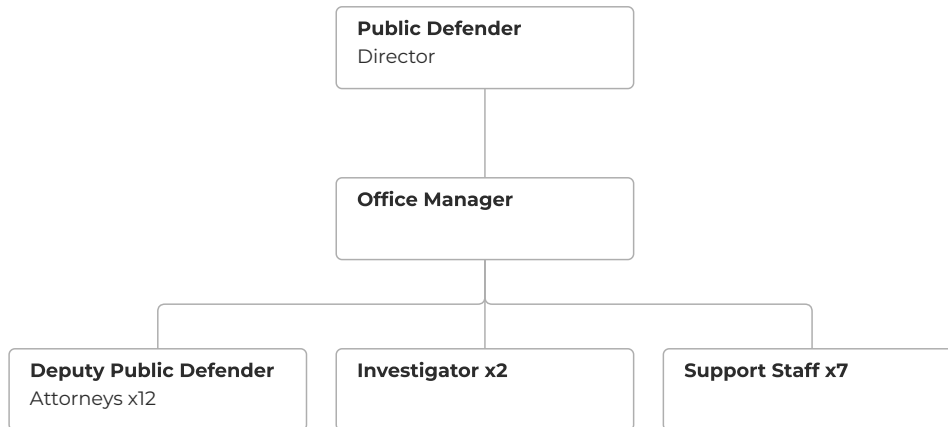 Public Defender
Director
Office Manager
Deputy Public Defender
Attorneys x12
Investigator x2
Support Staff x7